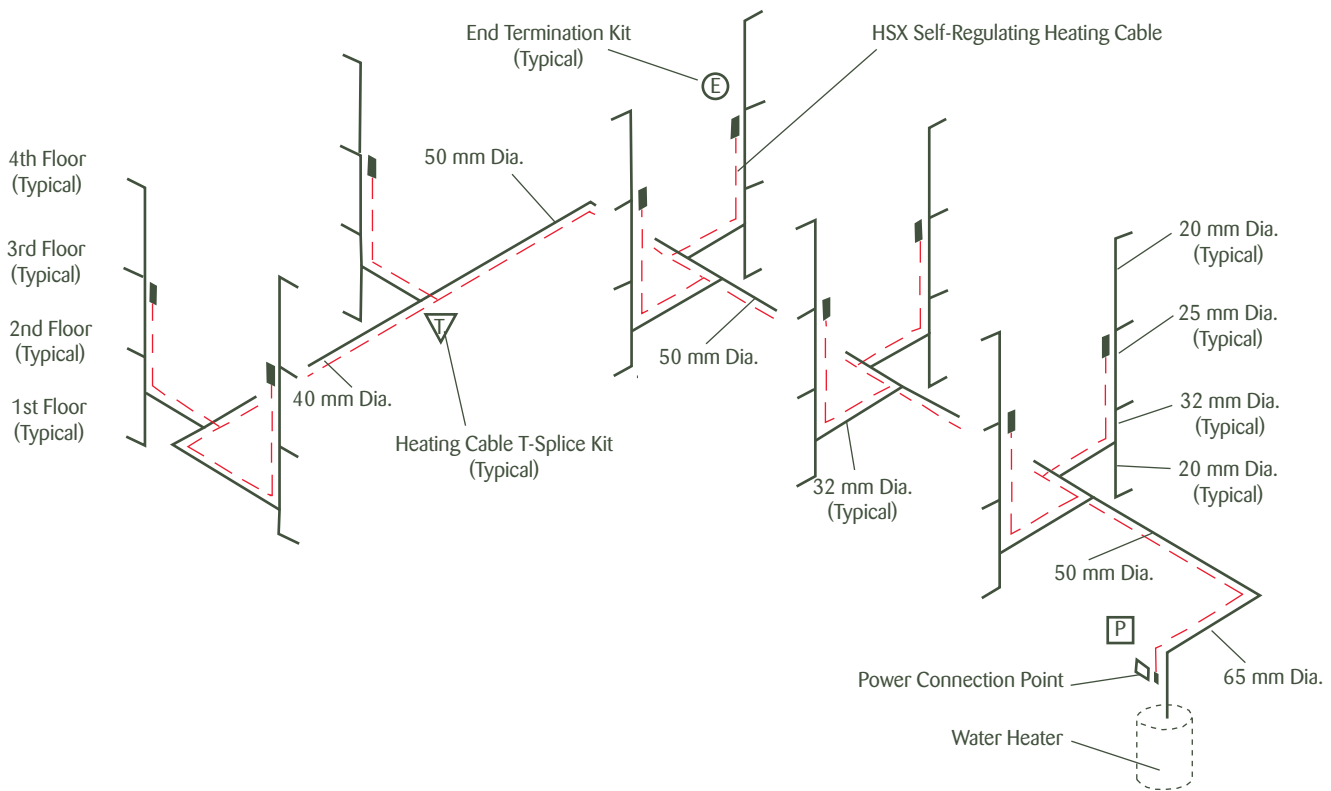 End Termination Kit
(Typical)
E
HSX Self-Regulating Heating Cable
4th Floor
(Typical)
50 mm Dia.
3rd Floor
(Typical)
20 mm Dia.
(Typical)
2nd Floor
(Typical)
25 mm Dia.
(Typical)
T
50 mm Dia.
40 mm Dia.
1st Floor
(Typical)
32 mm Dia.
(Typical)
Heating Cable T-Splice Kit
(Typical)
20 mm Dia.
(Typical)
32 mm Dia.
(Typical)
50 mm Dia.
P
Power Connection Point
65 mm Dia.
Water Heater